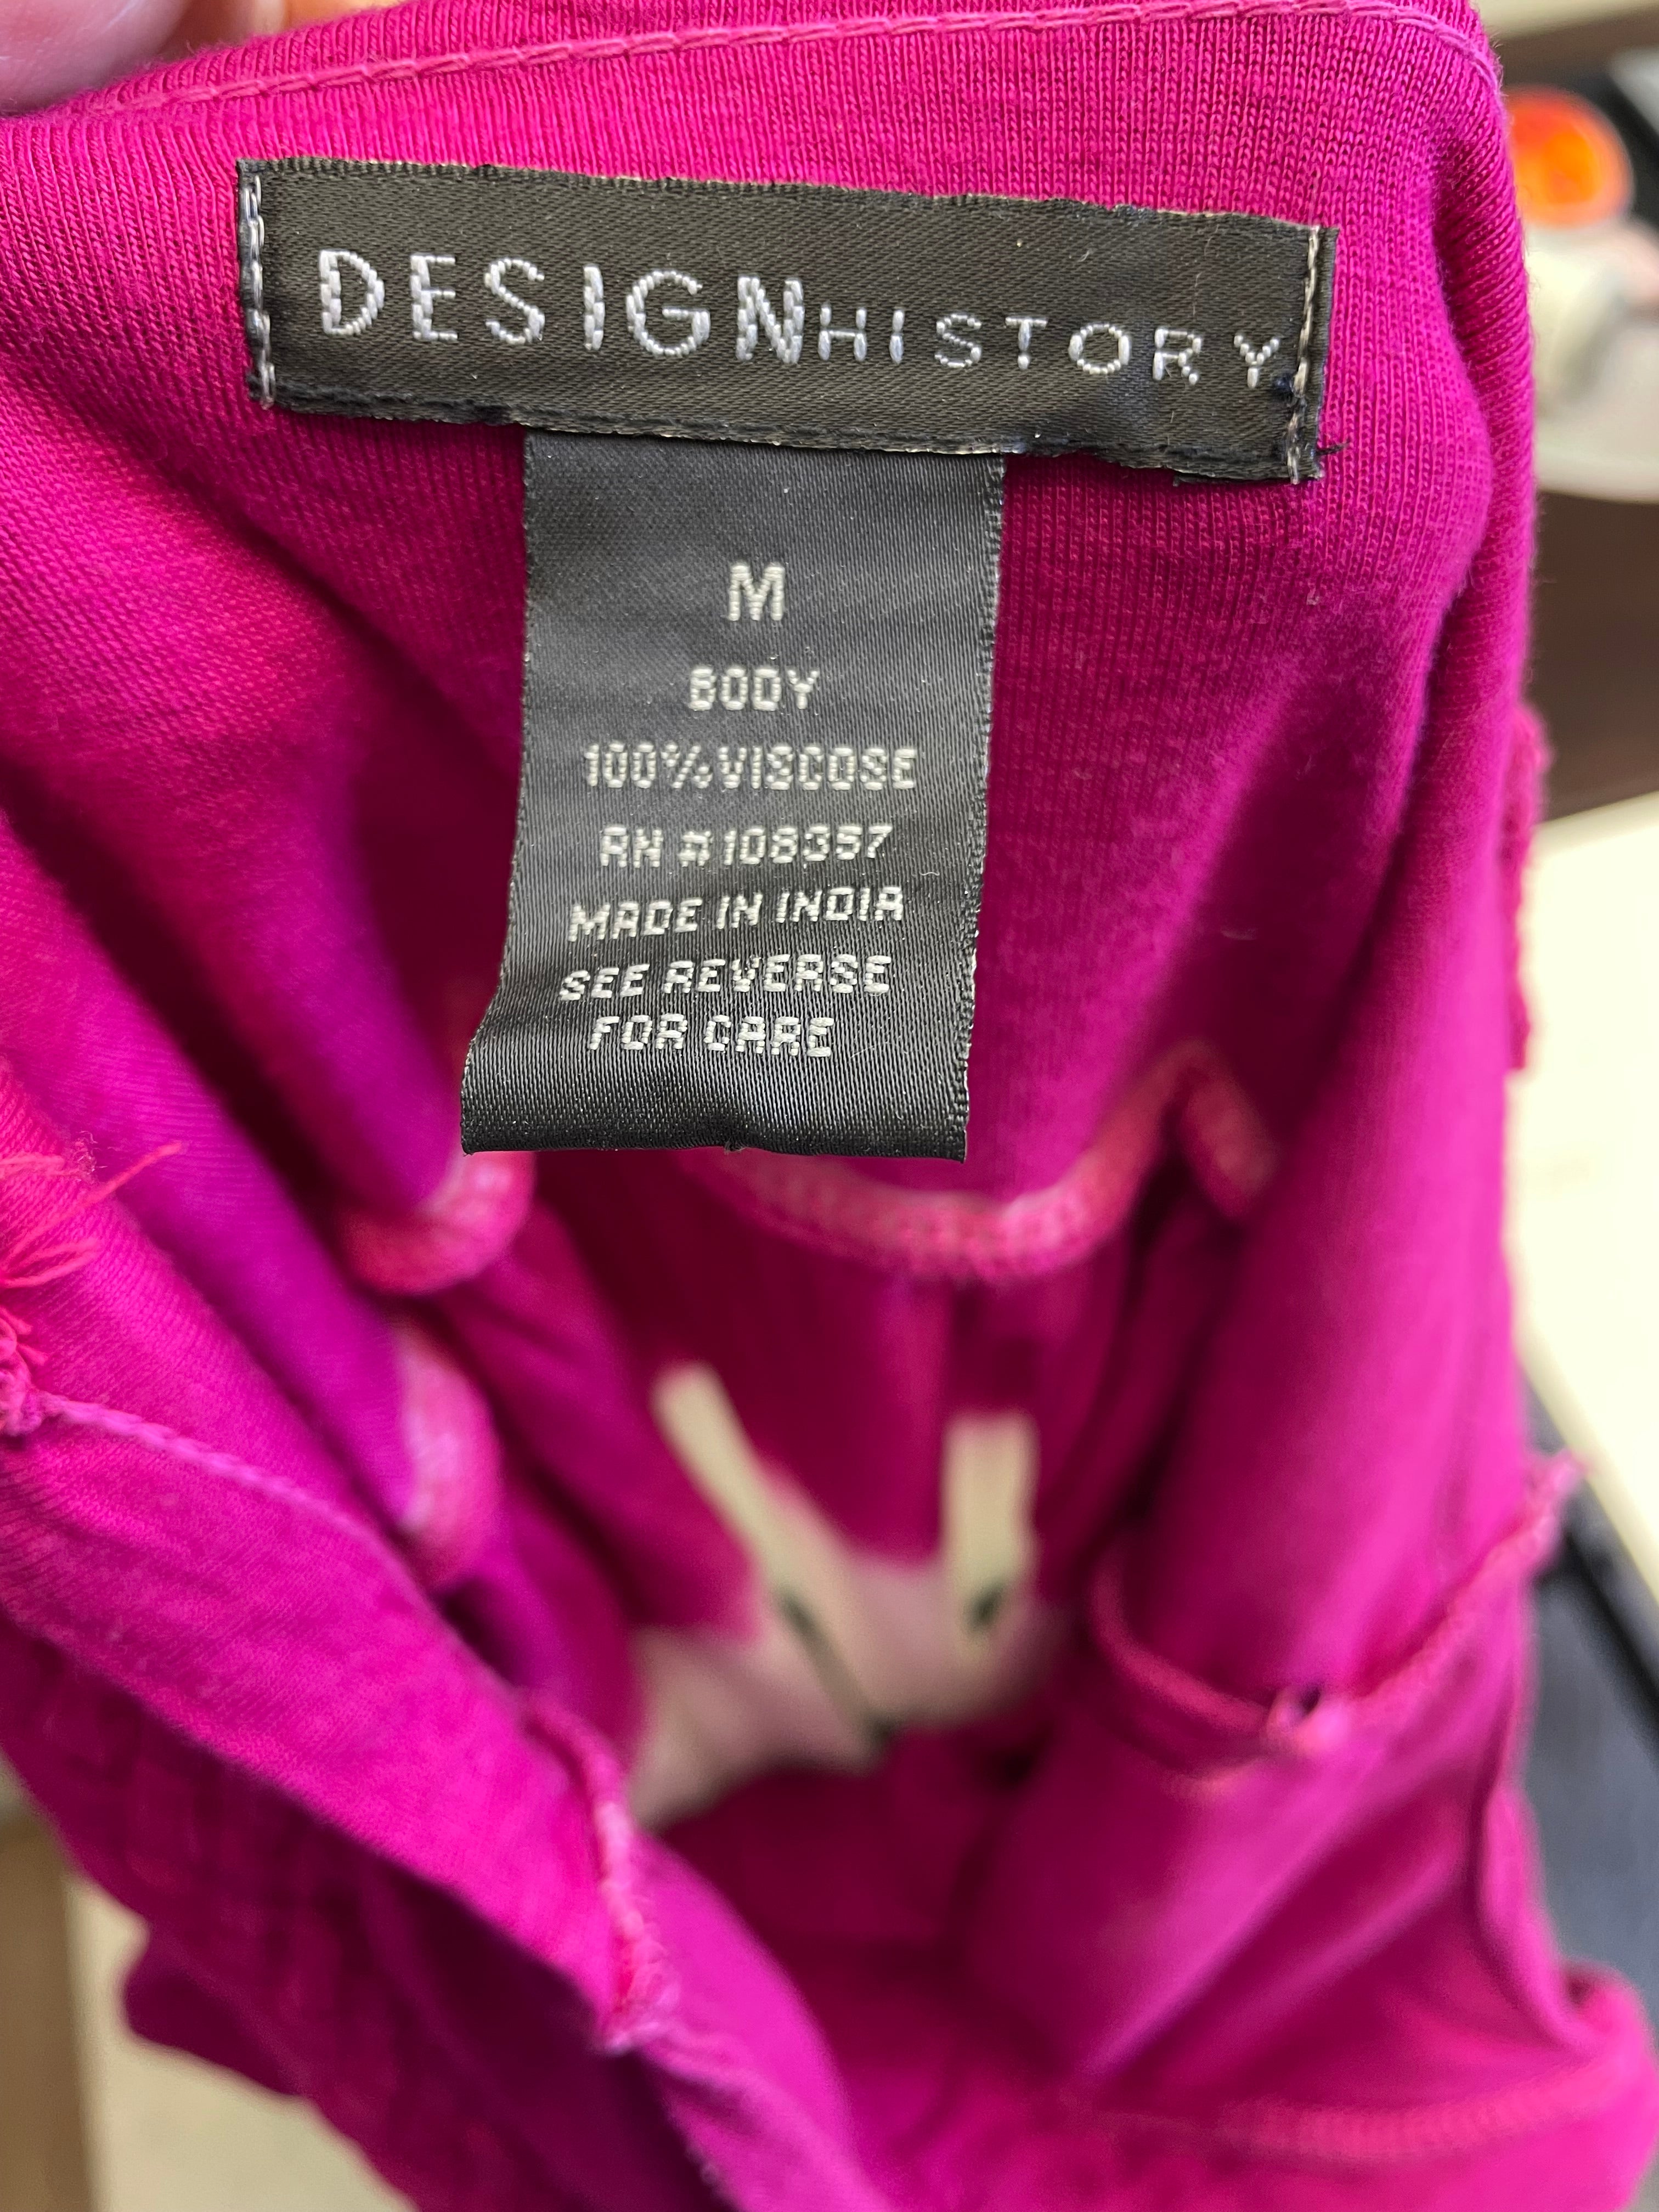 DESIGNHISTORY
M
BODY
100% VISCOSE
RN # 108357
MADE IN INDIA
SEE REVERSE
FOR CARE